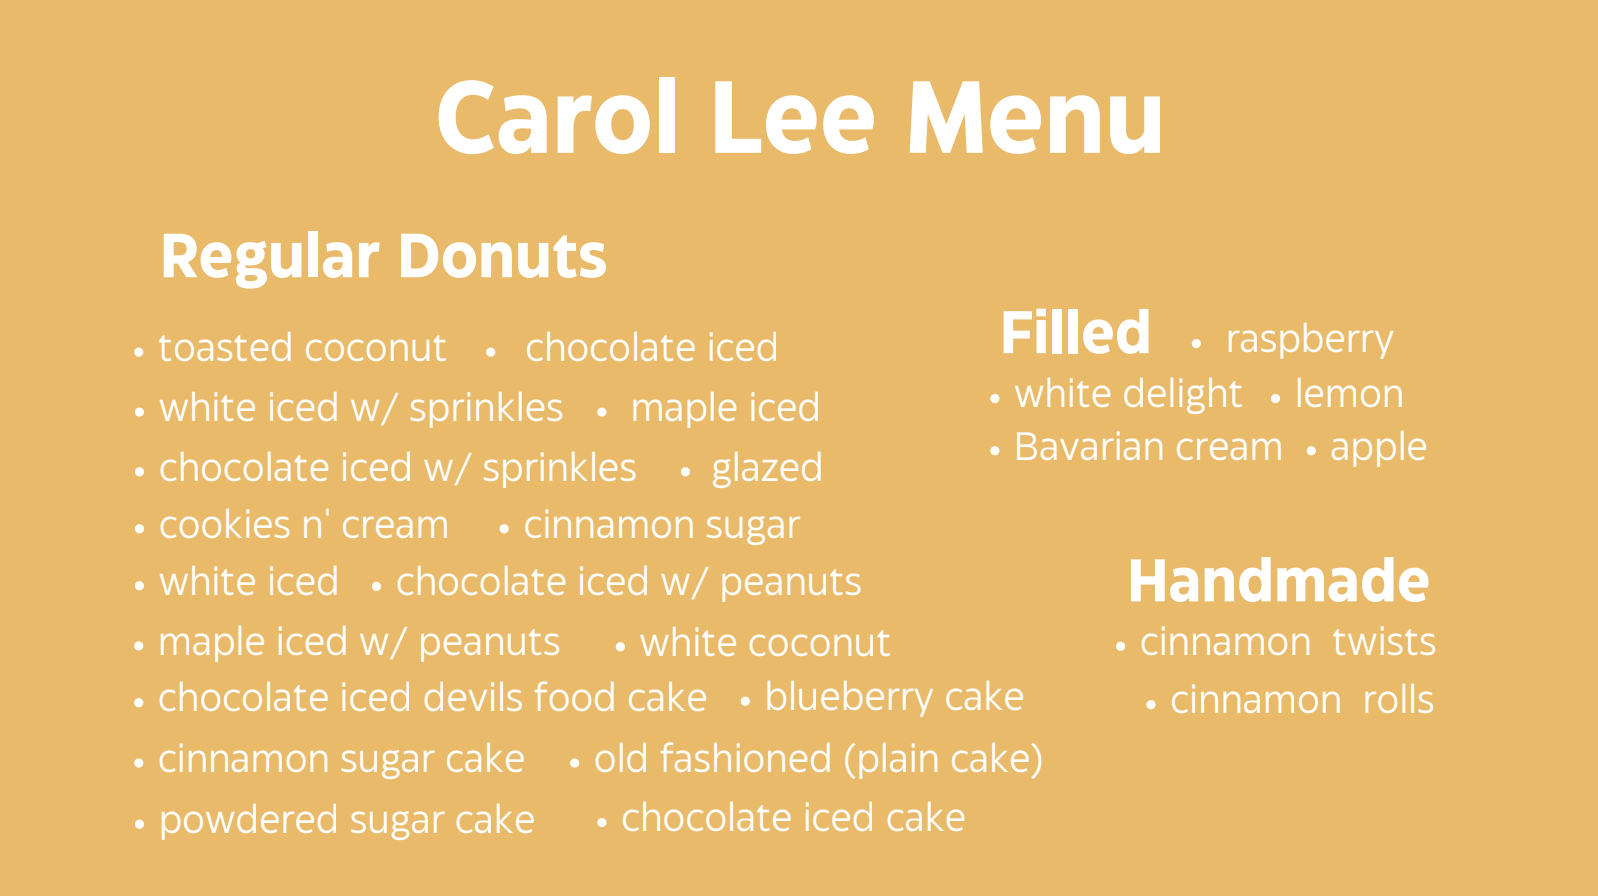 Carol Lee Menu
Regular Donuts
• toasted coconut • chocolate iced
• white iced w/ sprinkles • maple iced
• chocolate iced w/ sprinkles • glazed
• cookies n' cream • cinnamon sugar
• white iced • chocolate iced w/ peanuts
• maple iced w/ peanuts • white coconut
• chocolate iced devils food cake • blueberry cake
• cinnamon sugar cake • old fashioned (plain cake)
• powdered sugar cake • chocolate iced cake
Filled • raspberry
• white delight • lemon
• Bavarian cream • apple
Handmade
• cinnamon twists
• cinnamon rolls